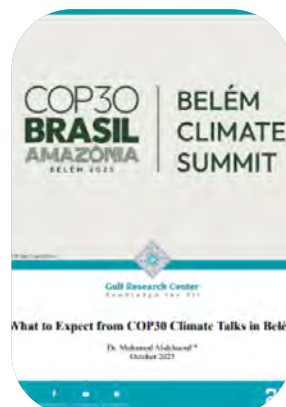 COP30
BRASIL
AMAZÔNIA
BELÉM 2025
BELÉM
CLIMATE
SUMMIT
Gulf Research Center
Knowledge for All
What to Expect from COP30 Climate Talks in Belé
Dr. Mohamed
October 2025